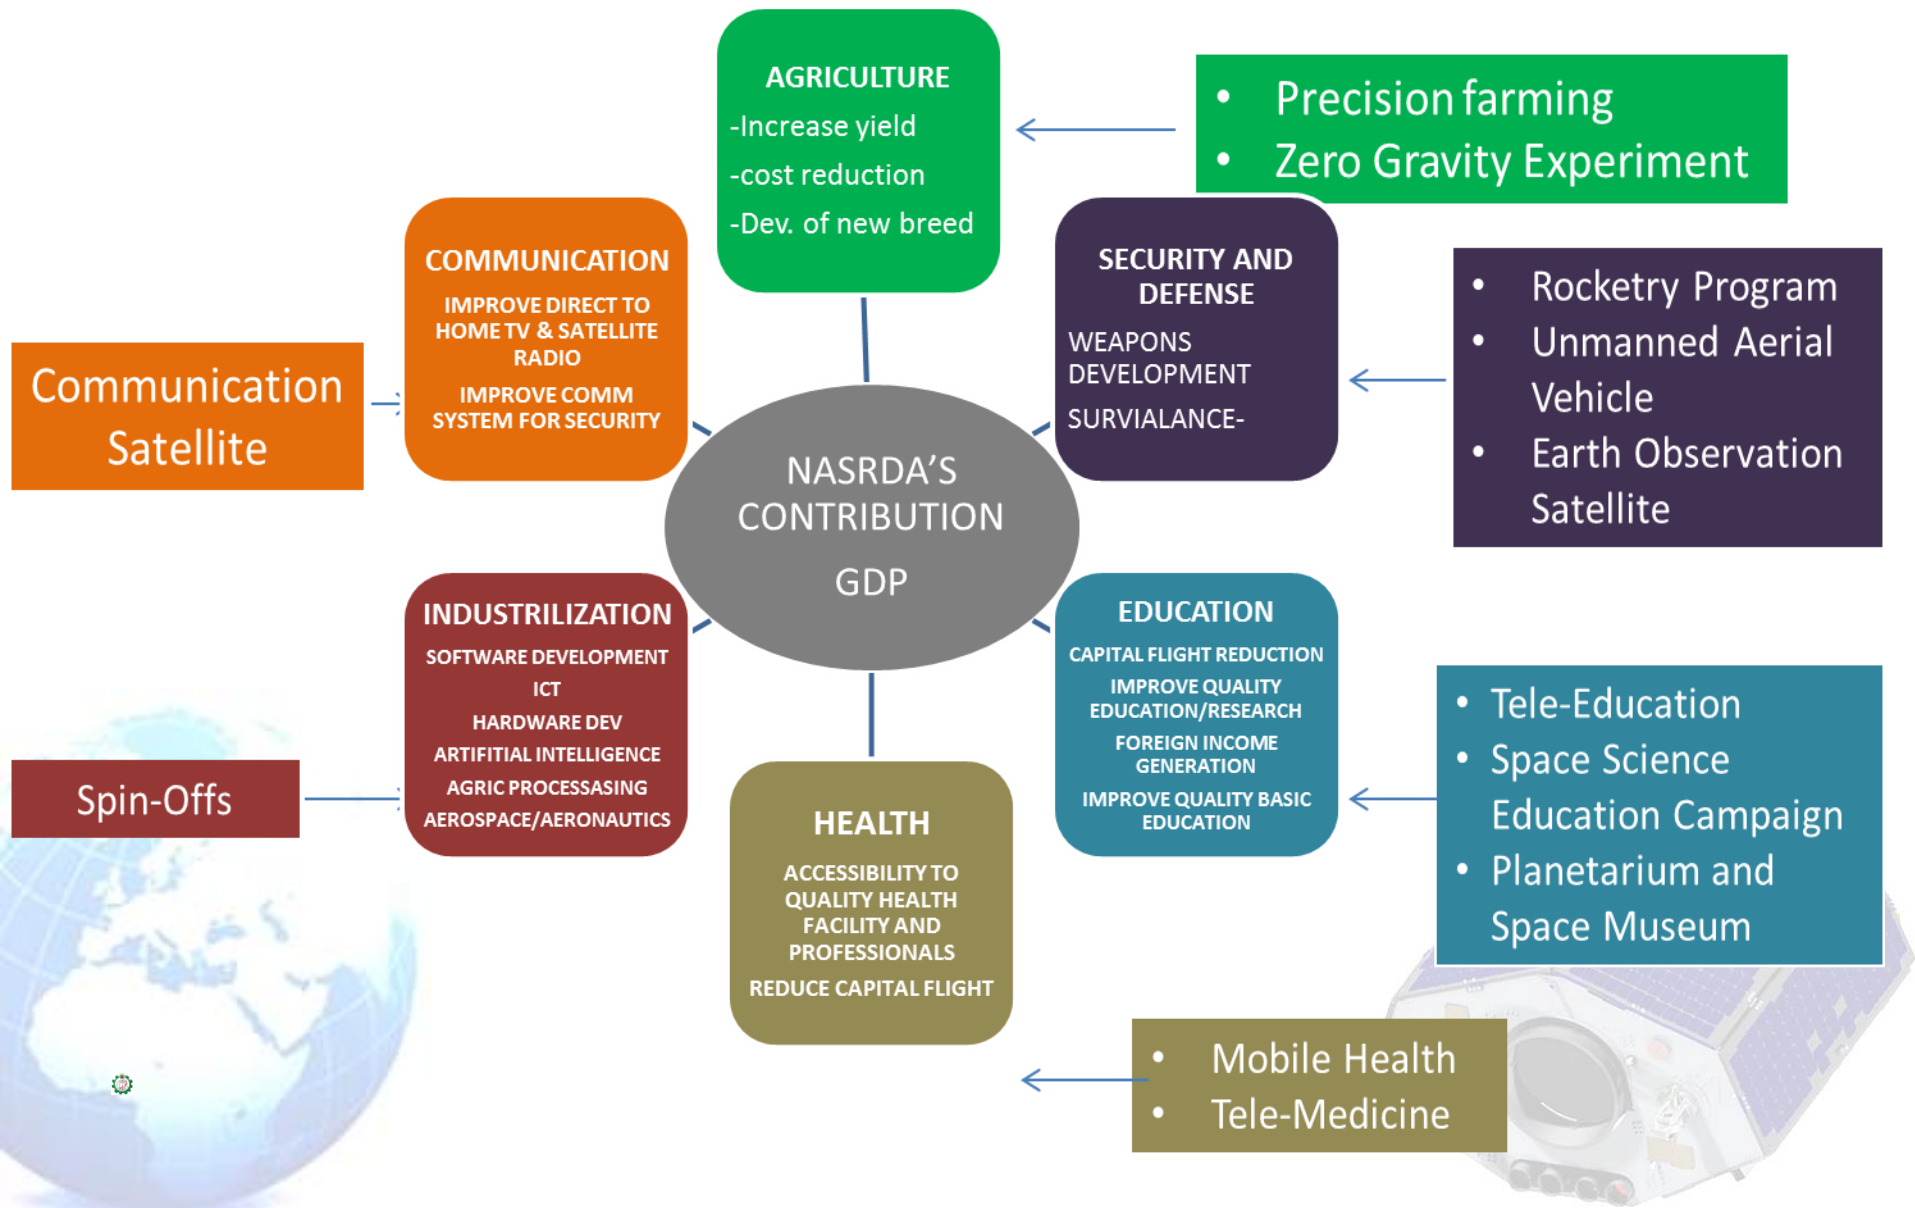 AGRICULTURE
-Increase yield
-cost reduction
-Dev. of new breed
• Precision farming
• Zero Gravity Experiment
COMMUNICATION
IMPROVE DIRECT TO
HOME TV & SATELLITE
RADIO
IMPROVE COMM
SYSTEM FOR SECURITY
Communication
Satellite
SECURITY AND
DEFENSE
WEAPONS
DEVELOPMENT
SURVIALANCE-
• Rocketry Program
• Unmanned Aerial
Vehicle
• Earth Observation
Satellite
NASRDA'S
CONTRIBUTION
GDP
INDUSTRILIZATION
SOFTWARE DEVELOPMENT
ICT
HARDWARE DEV
ARTIFITIAL INTELLIGENCE
AGRIC PROCESSASING
AEROSPACE/AERONAUTICS
Spin-Offs
EDUCATION
CAPITAL FLIGHT REDUCTION
IMPROVE QUALITY
EDUCATION/RESEARCH
FOREIGN INCOME
GENERATION
IMPROVE QUALITY BASIC
EDUCATION
• Tele-Education
• Space Science
Education Campaign
• Planetarium and
Space Museum
HEALTH
ACCESSIBILITY TO
QUALITY HEALTH
FACILITY AND
PROFESSIONALS
REDUCE CAPITAL FLIGHT
• Mobile Health
• Tele-Medicine